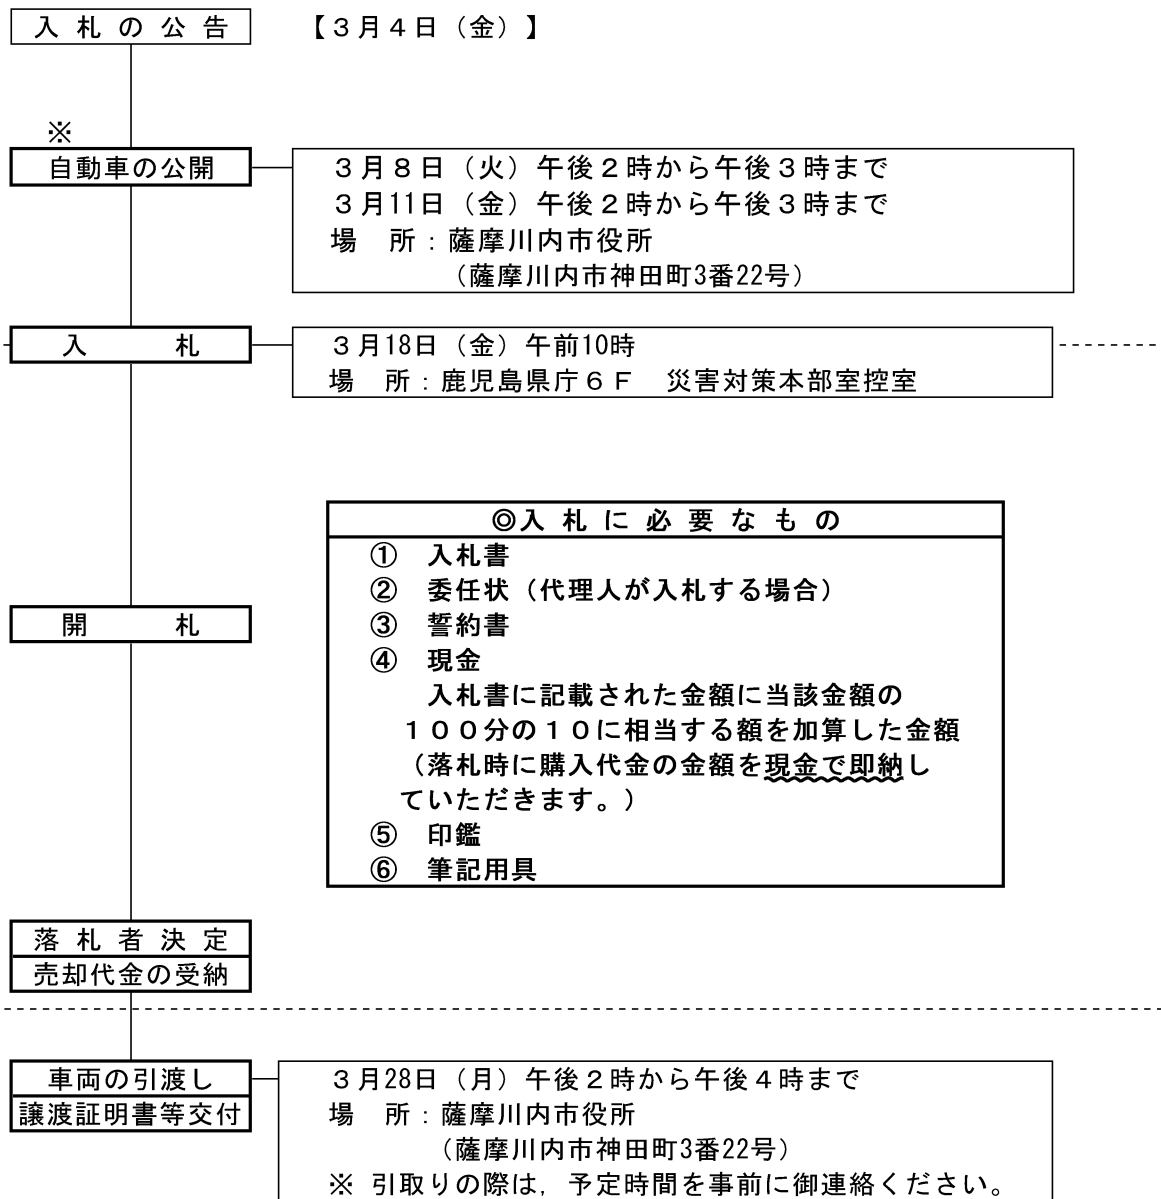 入札の公告　【３月４日（金）】
※
自動車の公開
３月８日（火）午後２時から午後３時まで
３月11日（金）午後２時から午後３時まで
場　所：薩摩川内市役所
（薩摩川内市神田町3番22号）
入　札
３月18日（金）午前10時
場　所：鹿児島県庁６Ｆ　災害対策本部室控室
◎入札に必要なもの
①　入札書
②　委任状（代理人が入札する場合）
③　誓約書
④　現金
入札書に記載された金額に当該金額の
１００分の１０に相当する額を加算した金額
（落札時に購入代金の金額を現金で即納し
ていただきます。）
⑤　印鑑
⑥　筆記用具
開　札
落札者決定
売却代金の受納
車両の引渡し
譲渡証明書等交付
３月28日（月）午後２時から午後４時まで
場　所：薩摩川内市役所
（薩摩川内市神田町3番22号）
※ 引取りの際は，予定時間を事前に御連絡ください。